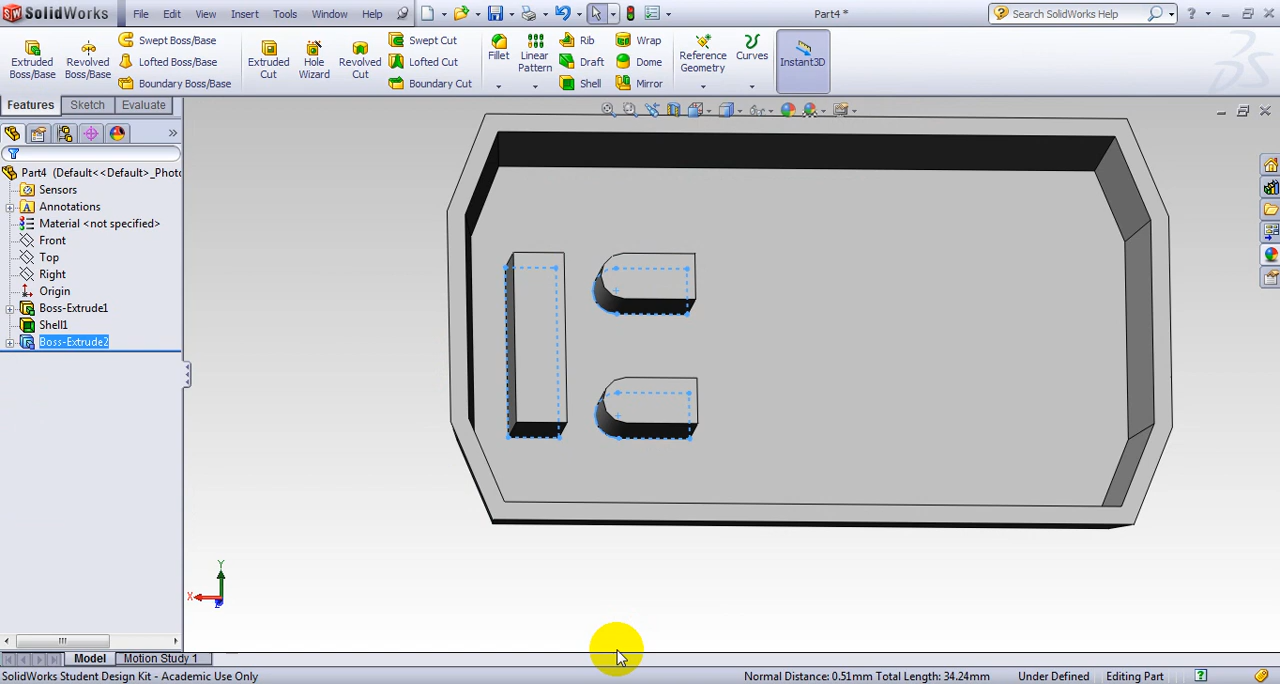 SolidWorks File Edit View Insert Tools Window Help Part4 * Search SolidWorks Help
Extruded Boss/Base
Revolved Boss/Base
Swept Boss/Base
Lofted Boss/Base
Boundary Boss/Base
Extruded Cut
Hole Wizard
Revolved Cut
Swept Cut
Lofted Cut
Boundary Cut
Fillet
Linear Pattern
Rib
Draft
Shell
Wrap
Dome
Mirror
Reference Geometry
Curves
Instant3D
Features Sketch Evaluate
Part4 (Default<<Default>_Photo
Sensors
Annotations
Material <not specified>
Front
Top
Right
Origin
Boss-Extrude1
Shell1
Boss-Extrude2
Y
X
Z
Model Motion Study 1
SolidWorks Student Design Kit - Academic Use Only Normal Distance: 0.51mm Total Length: 34.24mm Under Defined Editing Part